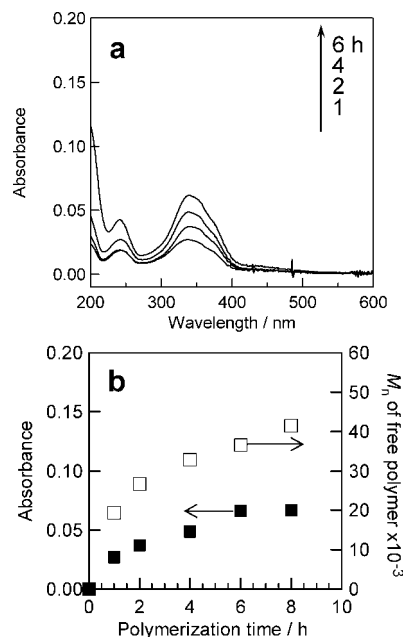 a
6 h
4
2
1
0.20
0.15
0.10
0.05
0.00
Absorbance
200 300 400 500 600
Wavelength / nm
b
0.20
0.15
0.10
0.05
0.00
Absorbance
60
50
40
30
20
10
0
Mn of free polymer x10-3
0 2 4 6 8 10
Polymerization time / h